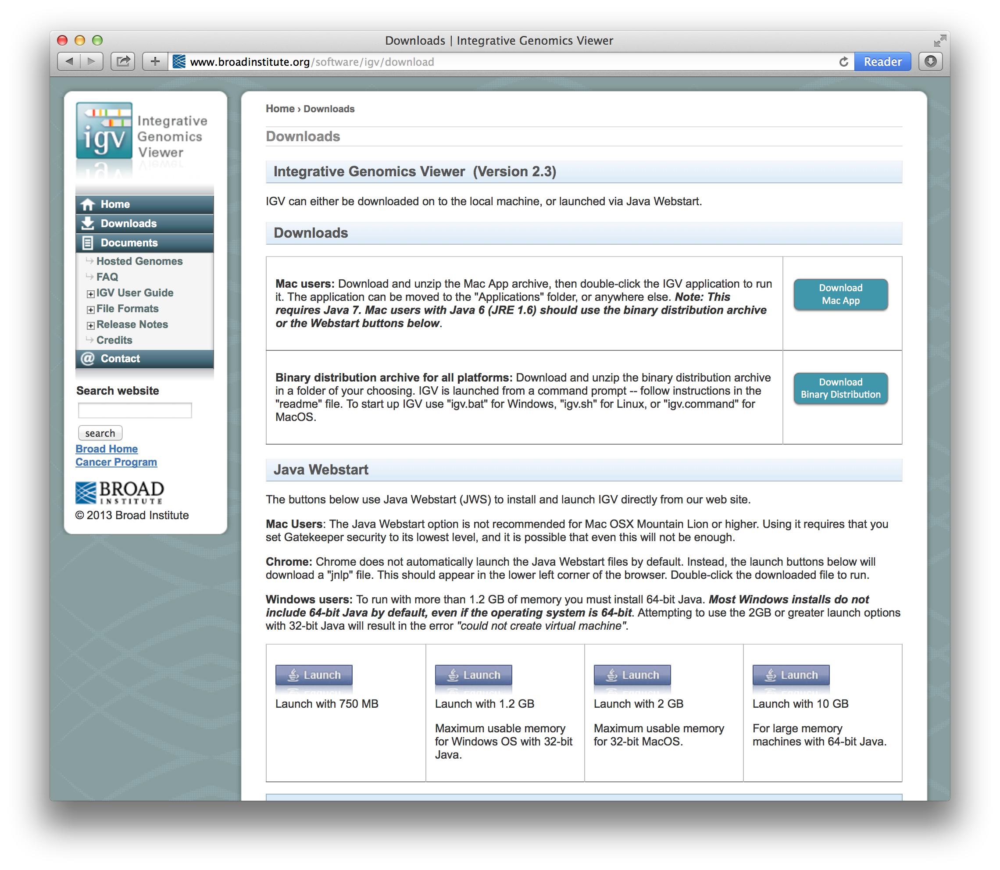 Downloads | Integrative Genomics Viewer
www.broadinstitute.org/software/igv/download
Reader
igv
Integrative
Genomics
Viewer
Home
Downloads
Documents
Hosted Genomes
FAQ
IGV User Guide
File Formats
Release Notes
Credits
@ Contact
Search website
search
Broad Home
Cancer Program
BROAD
INSTITUTE
© 2013 Broad Institute
Home › Downloads
Downloads
Integrative Genomics Viewer (Version 2.3)
IGV can either be downloaded on to the local machine, or launched via Java Webstart.
Downloads
Mac users: Download and unzip the Mac App archive, then double-click the IGV application to run
it. The application can be moved to the "Applications" folder, or anywhere else. Note: This
requires Java 7. Mac users with Java 6 (JRE 1.6) should use the binary distribution archive
or the Webstart buttons below.
Download
Mac App
Binary distribution archive for all platforms: Download and unzip the binary distribution archive
in a folder of your choosing. IGV is launched from a command prompt -- follow instructions in the
"readme" file. To start up IGV use "igv.bat" for Windows, "igv.sh" for Linux, or "igv.command" for
MacOS.
Download
Binary Distribution
Java Webstart
The buttons below use Java Webstart (JWS) to install and launch IGV directly from our web site.
Mac Users: The Java Webstart option is not recommended for Mac OSX Mountain Lion or higher. Using it requires that you
set Gatekeeper security to its lowest level, and it is possible that even this will not be enough.
Chrome: Chrome does not automatically launch the Java Webstart files by default. Instead, the launch buttons below will
download a "jnlp" file. This should appear in the lower left corner of the browser. Double-click the downloaded file to run.
Windows users: To run with more than 1.2 GB of memory you must install 64-bit Java. Most Windows installs do not
include 64-bit Java by default, even if the operating system is 64-bit. Attempting to use the 2GB or greater launch options
with 32-bit Java will result in the error "could not create virtual machine".
Launch
Launch with 750 MB
Launch
Launch with 1.2 GB
Maximum usable memory
for Windows OS with 32-bit
Java.
Launch
Launch with 2 GB
Maximum usable memory
for 32-bit MacOS.
Launch
Launch with 10 GB
For large memory
machines with 64-bit Java.